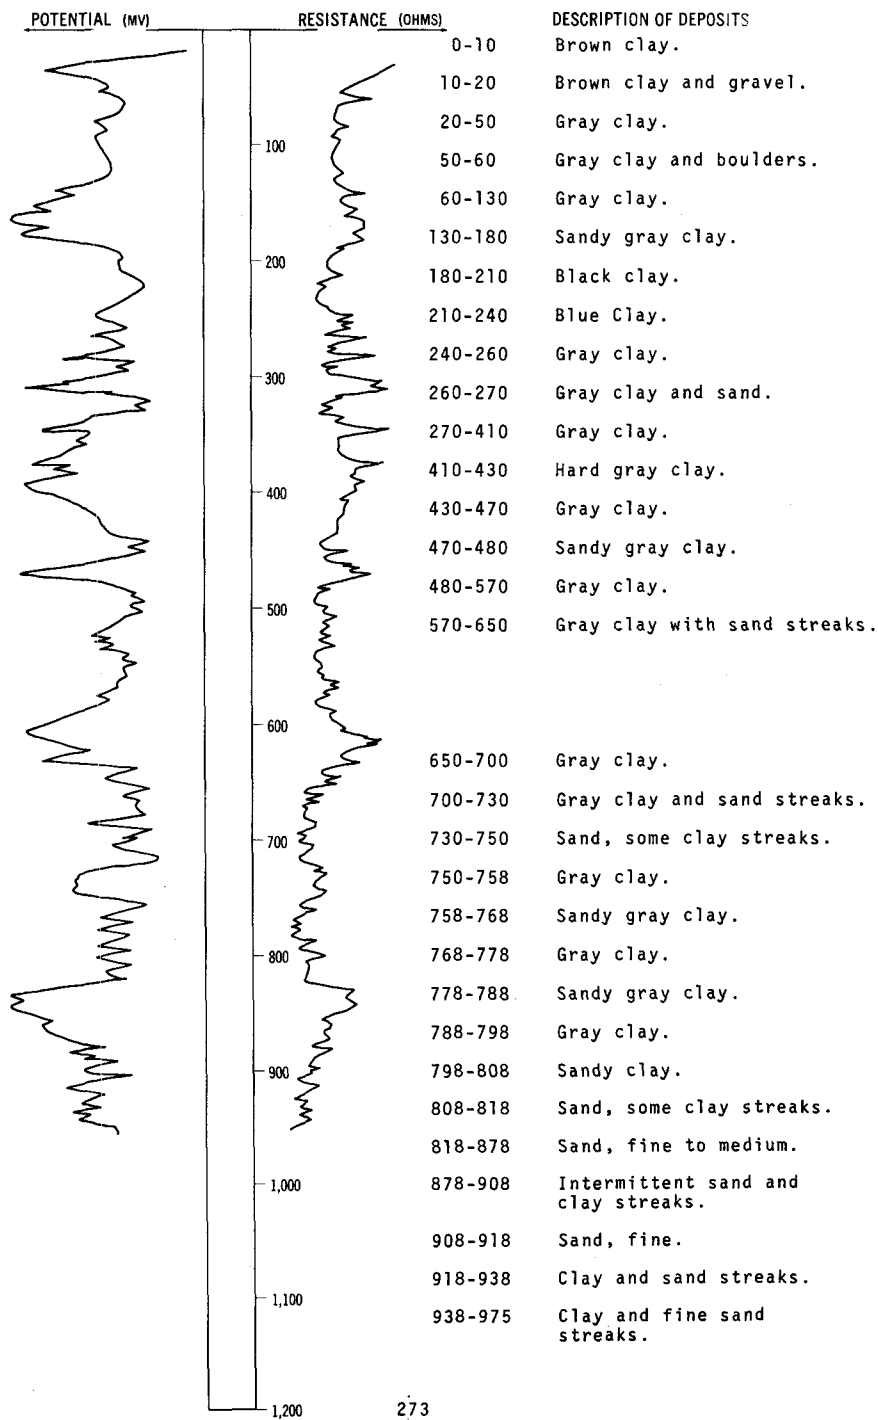 POTENTIAL (MV) RESISTANCE (OHMS) DESCRIPTION OF DEPOSITS
0-10 Brown clay.
10-20 Brown clay and gravel.
20-50 Gray clay.
100
50-60 Gray clay and boulders.
60-130 Gray clay.
130-180 Sandy gray clay.
200
180-210 Black clay.
210-240 Blue Clay.
240-260 Gray clay.
300
260-270 Gray clay and sand.
270-410 Gray clay.
410-430 Hard gray clay.
400
430-470 Gray clay.
470-480 Sandy gray clay.
480-570 Gray clay.
500
570-650 Gray clay with sand streaks.
600
650-700 Gray clay.
700-730 Gray clay and sand streaks.
730-750 Sand, some clay streaks.
700
750-758 Gray clay.
758-768 Sandy gray clay.
768-778 Gray clay.
800
778-788 Sandy gray clay.
788-798 Gray clay.
798-808 Sandy clay.
900
808-818 Sand, some clay streaks.
818-878 Sand, fine to medium.
878-908 Intermittent sand and
1,000
clay streaks.
908-918 Sand, fine.
918-938 Clay and sand streaks.
1,100
938-975 Clay and fine sand
streaks.
1,200
273